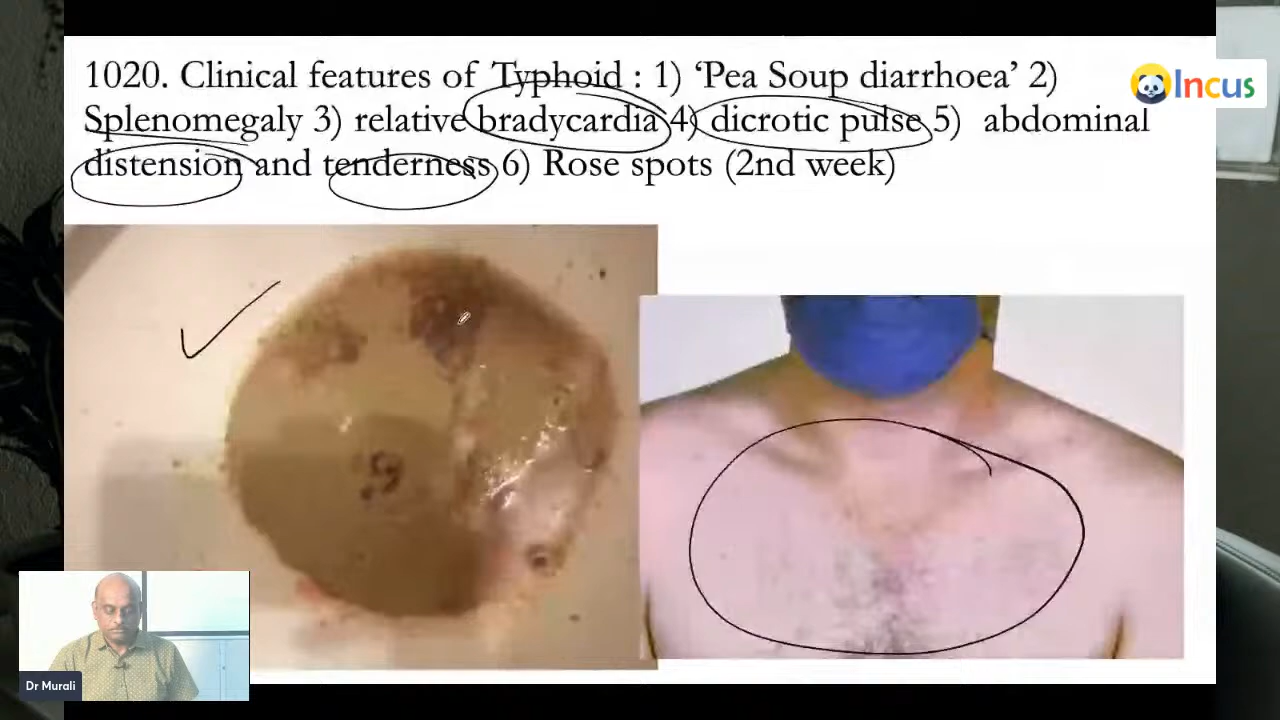 1020. Clinical features of Typhoid : 1) ‘Pea Soup diarrhoea’ 2)
Splenomegaly 3) relative bradycardia 4) dicrotic pulse 5) abdominal
distension and tenderness 6) Rose spots (2nd week)
Incus
Dr Murali